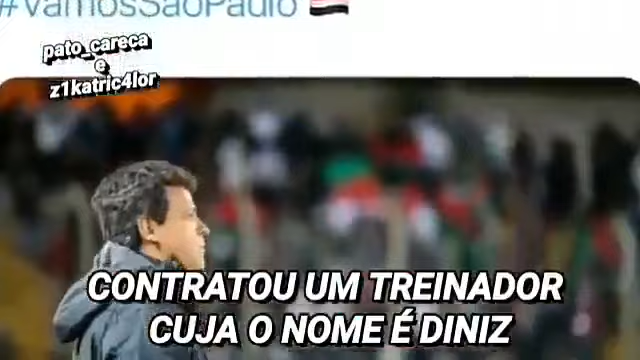 #VamosSãoPaulo
pato_careca
e
z1katric4lor
CONTRATOU UM TREINADOR
CUJA O NOME É DINIZ